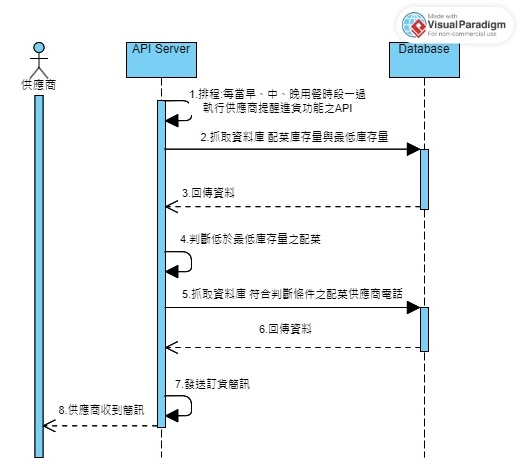 Made with
Visual Paradigm
For non-commercial use
API Server
Database
供應商
1.排程:每當早、中、晚用餐時段一過
執行供應商提醒進貨功能之API
2.抓取資料庫 配菜庫存量與最低庫存量
3.回傳資料
4.判斷低於最低庫存量之配菜
5.抓取資料庫 符合判斷條件之配菜供應商電話
6.回傳資料
7.發送訂貨簡訊
8.供應商收到簡訊